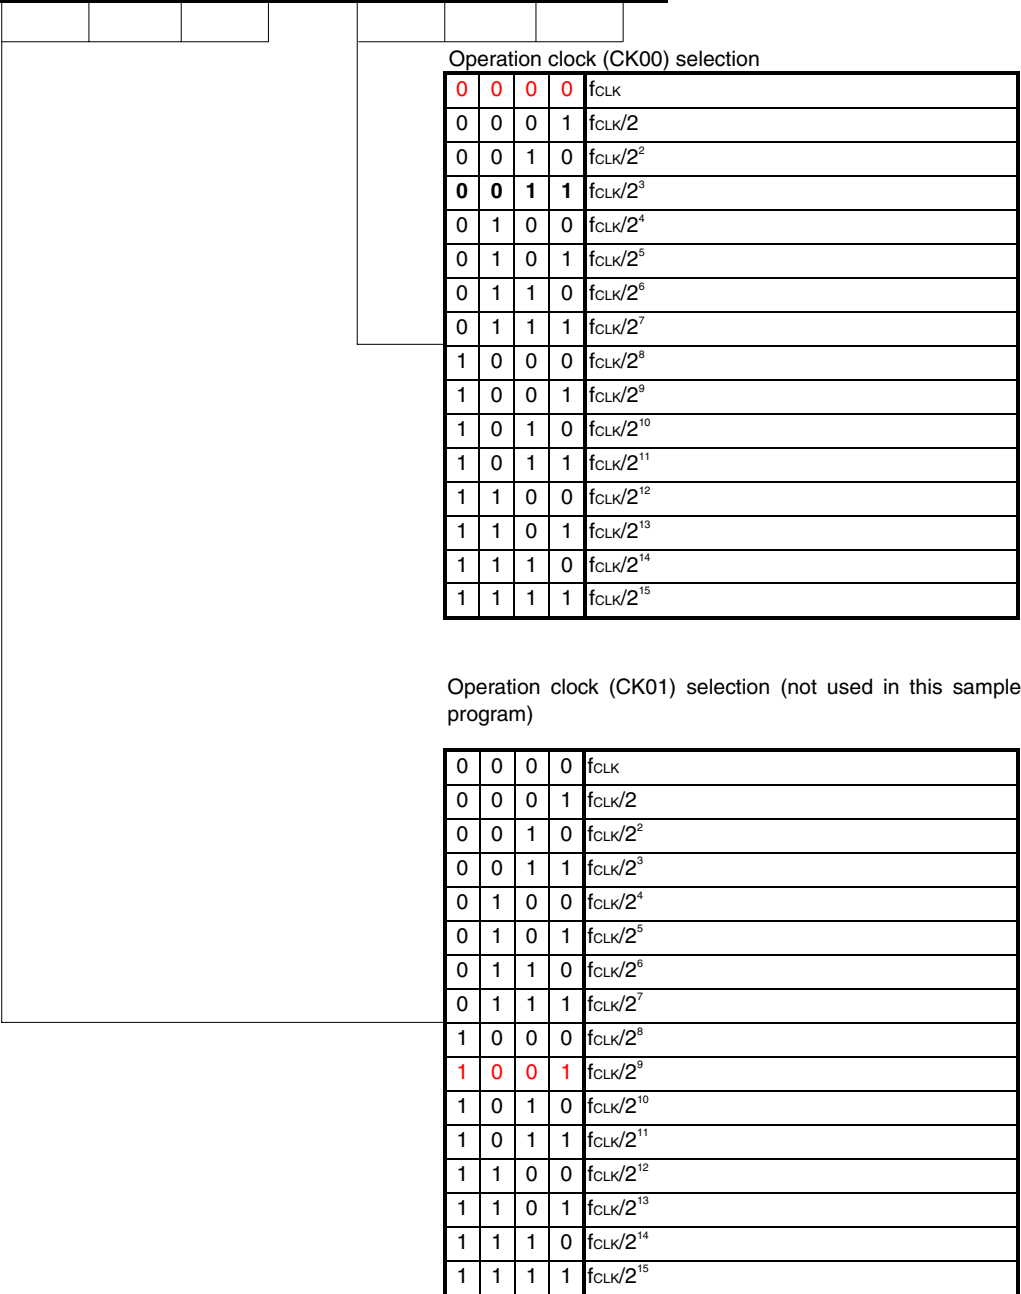 Operation clock (CK00) selection
0 0 0 0 fCLK
0 0 0 1 fCLK/2
0 0 1 0 fCLK/2²
0 0 1 1 fCLK/2³
0 1 0 0 fCLK/2⁴
0 1 0 1 fCLK/2⁵
0 1 1 0 fCLK/2⁶
0 1 1 1 fCLK/2⁷
1 0 0 0 fCLK/2⁸
1 0 0 1 fCLK/2⁹
1 0 1 0 fCLK/2¹⁰
1 0 1 1 fCLK/2¹¹
1 1 0 0 fCLK/2¹²
1 1 0 1 fCLK/2¹³
1 1 1 0 fCLK/2¹⁴
1 1 1 1 fCLK/2¹⁵
Operation clock (CK01) selection (not used in this sample
program)
0 0 0 0 fCLK
0 0 0 1 fCLK/2
0 0 1 0 fCLK/2²
0 0 1 1 fCLK/2³
0 1 0 0 fCLK/2⁴
0 1 0 1 fCLK/2⁵
0 1 1 0 fCLK/2⁶
0 1 1 1 fCLK/2⁷
1 0 0 0 fCLK/2⁸
1 0 0 1 fCLK/2⁹
1 0 1 0 fCLK/2¹⁰
1 0 1 1 fCLK/2¹¹
1 1 0 0 fCLK/2¹²
1 1 0 1 fCLK/2¹³
1 1 1 0 fCLK/2¹⁴
1 1 1 1 fCLK/2¹⁵